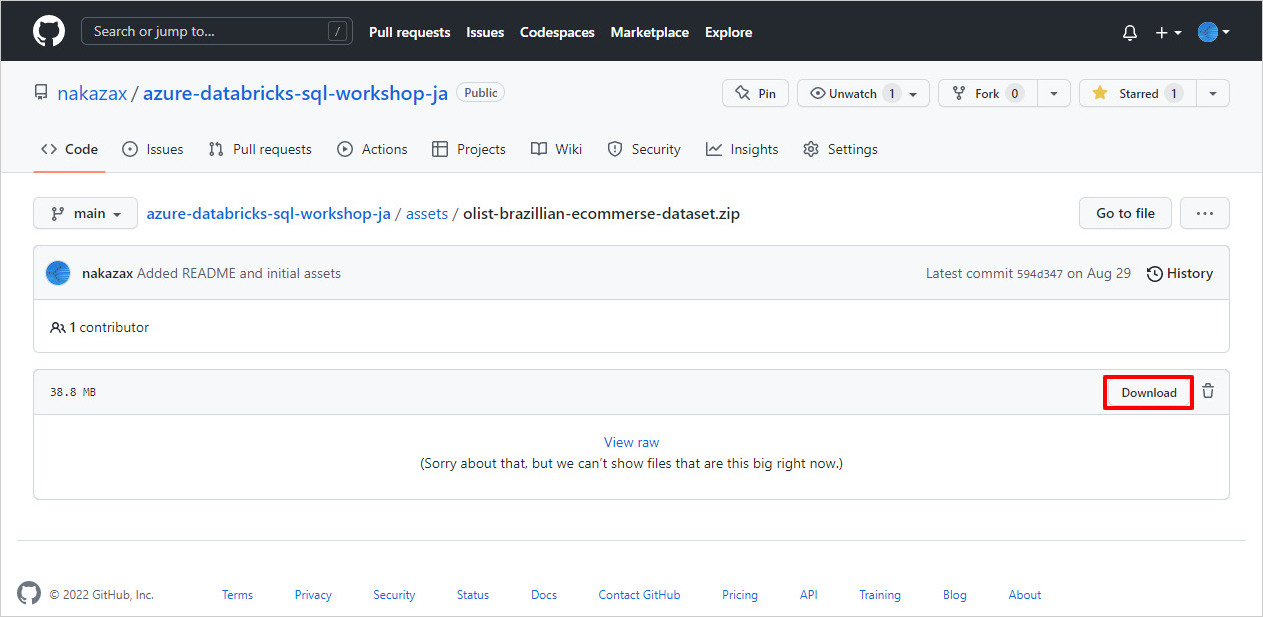 Search or jump to... /
Pull requests Issues Codespaces Marketplace Explore
nakazax / azure-databricks-sql-workshop-ja Public
Pin Unwatch 1 Fork 0 Starred 1
Code Issues Pull requests Actions Projects Wiki Security Insights Settings
main azure-databricks-sql-workshop-ja / assets / olist-brazillian-ecommerse-dataset.zip Go to file ...
nakazax Added README and initial assets Latest commit 594d347 on Aug 29 History
1 contributor
38.8 MB Download
View raw
(Sorry about that, but we can't show files that are this big right now.)
© 2022 GitHub, Inc. Terms Privacy Security Status Docs Contact GitHub Pricing API Training Blog About